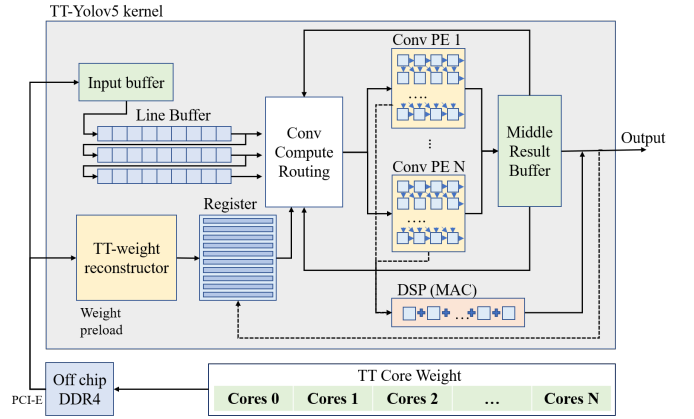 TT-Yolov5 kernel
Input buffer
Line Buffer
Conv
Compute
Routing
Conv PE 1
....
...
Conv PE N
....
Middle
Result
Buffer
Output
TT-weight
reconstructor
Weight
preload
Register
DSP (MAC)
...
PCI-E
Off chip
DDR4
TT Core Weight
Cores 0 Cores 1 Cores 2 ... Cores N